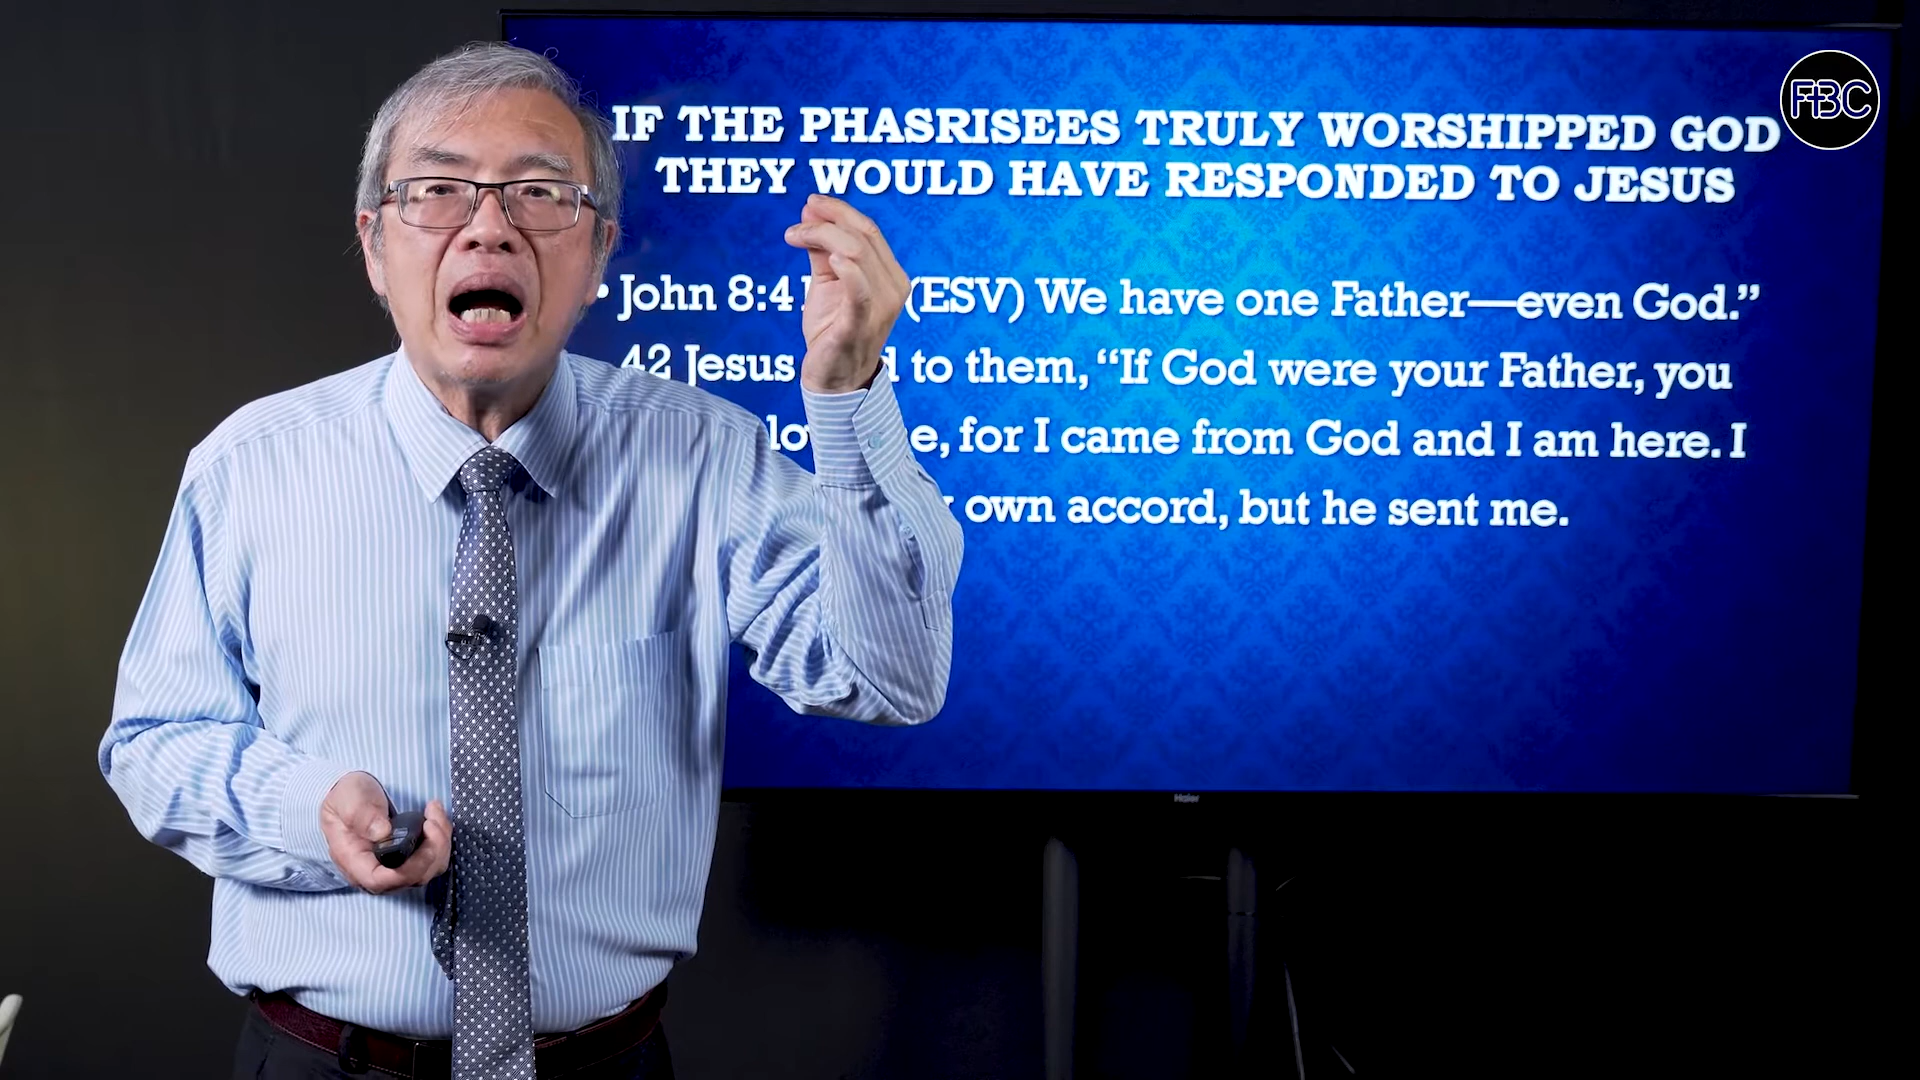 FBC
IF THE PHASRISEES TRULY WORSHIPPED GOD
THEY WOULD HAVE RESPONDED TO JESUS
• John 8:4 (ESV) We have one Father—even God.”
42 Jesus to them, “If God were your Father, you
for I came from God and I am here. I
own accord, but he sent me.
Haier